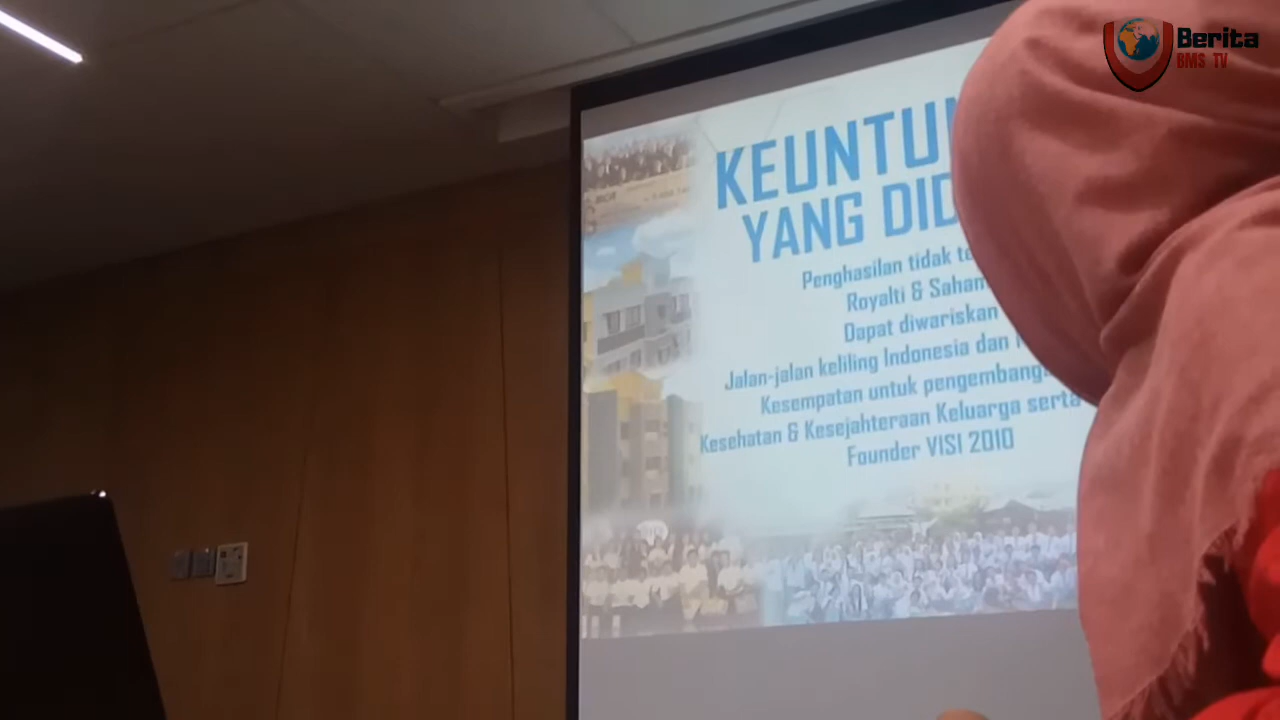 Berita
BMS TV
KEUNTU
YANG DID
Penghasilan tidak te
Royalti & Saham
Dapat diwariskan
Jalan-jalan keliling Indonesia dan
Kesempatan untuk pengembang
Kesehatan & Kesejahteraan Keluarga serta
Founder VISI 2010